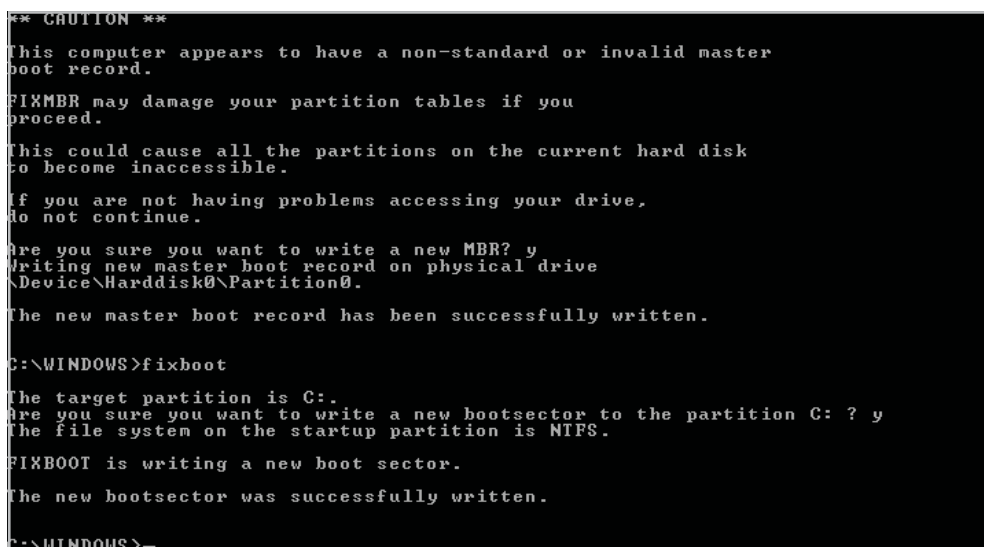 ** CAUTION **
This computer appears to have a non-standard or invalid master
boot record.
FIXMBR may damage your partition tables if you
proceed.
This could cause all the partitions on the current hard disk
to become inaccessible.
If you are not having problems accessing your drive,
do not continue.
Are you sure you want to write a new MBR? y
Writing new master boot record on physical drive
\Device\Harddisk0\Partition0.
The new master boot record has been successfully written.
C:\WINDOWS>fixboot
The target partition is C:.
Are you sure you want to write a new bootsector to the partition C: ? y
The file system on the startup partition is NTFS.
FIXBOOT is writing a new boot sector.
The new bootsector was successfully written.
C:\WINDOWS>_